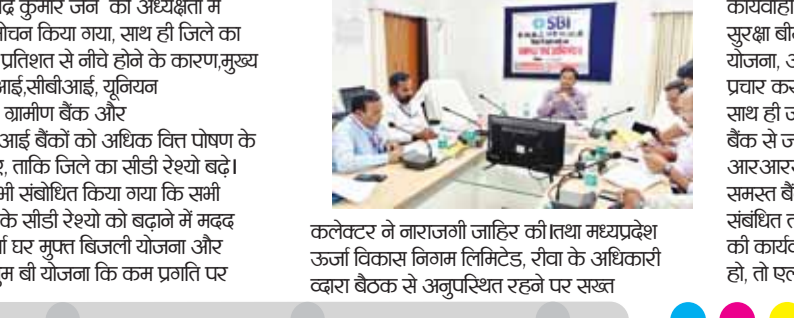 द्र कुमार जैन की अध्यक्षता में
मोचन किया गया, साथ ही जिले का
प्रतिशत से नीचे होने के कारण,मुख्य
आई,सीबीआई, यूनियन
ग्रामीण बैंक और
आई बैंकों को अधिक वित्त पोषण के
, ताकि जिले का सीडी रेश्यो बढ़े।
भी संबोधित किया गया कि सभी
के सीडी रेश्यो को बढ़ाने में मदद
घर मुफ्त बिजली योजना और
म बी योजना कि कम प्रगति पर
SBI
कलेक्टर ने नाराजगी जाहिर की।तथा मध्यप्रदेश
ऊर्जा विकास निगम लिमिटेड, रीवा के अधिकारी
व्दारा बैठक से अनुपस्थित रहने पर सख्त
कार्यवाही
सुरक्षा बी
योजना, 
प्रचार कर
साथ ही
बैंक से ज
आरआर
समस्त बैं
संबंधित त
की कार्यव
हो, तो एल